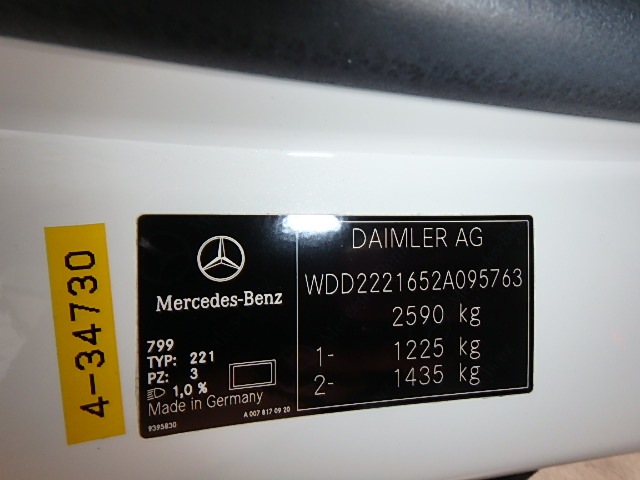 4-34730
Mercedes-Benz
799
TYP: 221
PZ: 3
1,0 %
Made in Germany
9395830
A 007 817 09 20
DAIMLER AG
WDD2221652A095763
2590 kg
1- 1225 kg
2- 1435 kg